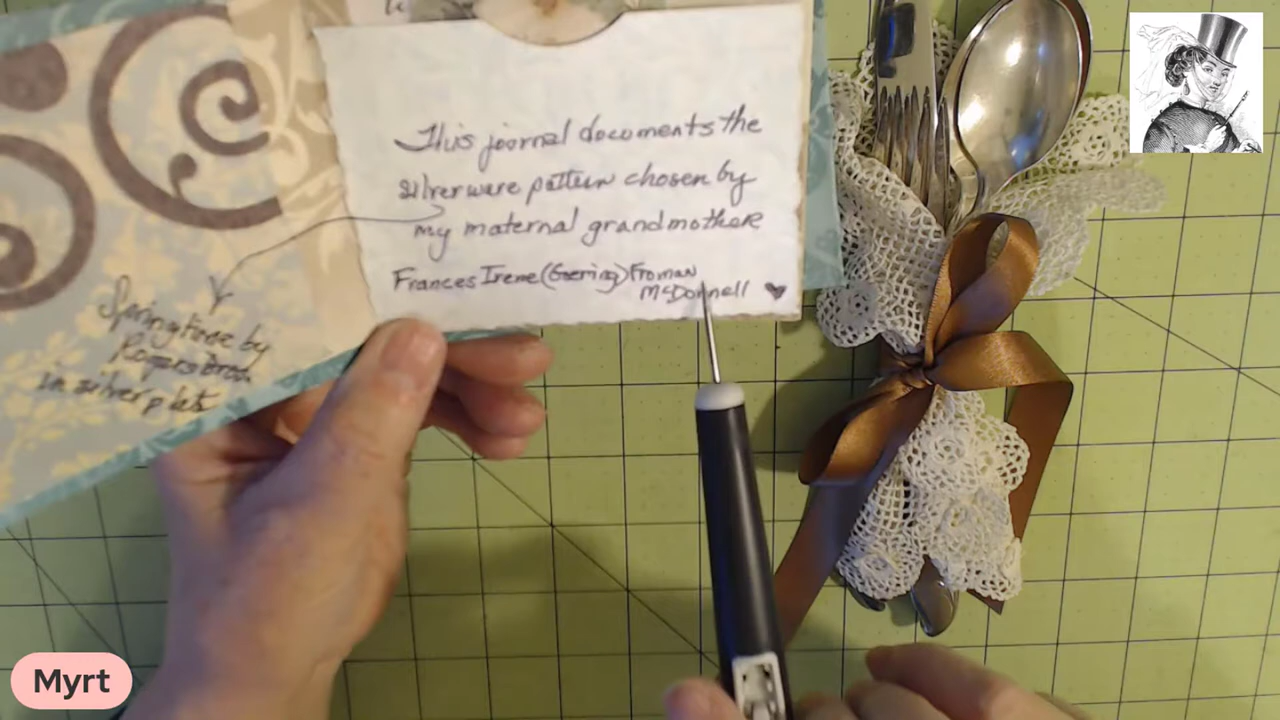 This journal documents the
silverware pattern chosen by
my maternal grandmother
Frances Irene (Goering) Froman
McDonnell
Springtime by
Rogers Bros.
in silver plate
Myrt